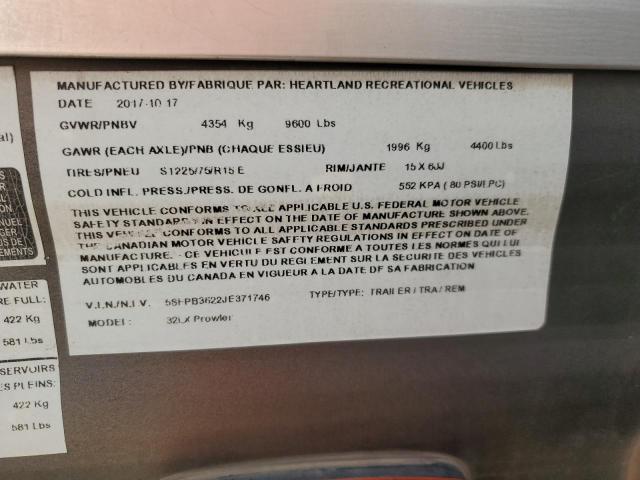 MANUFACTURED BY/FABRIQUE PAR: HEARTLAND RECREATIONAL VEHICLES
DATE 2017-10-17
GVWR/PNBV 4354 Kg 9600 Lbs
GAWR (EACH AXLE)/PNB (CHAQUE ESSIEU) 1996 Kg 4400 Lbs
TIRES/PNEU ST225/75/R15 E RIM/JANTE 15 X 6JJ
COLD INFL. PRESS./PRESS. DE GONFL. A FROID 552 KPA ( 80 PSI/LPC)
THIS VEHICLE CONFORMS TO ALL APPLICABLE U.S. FEDERAL MOTOR VEHICLE
SAFETY STANDARDS IN EFFECT ON THE DATE OF MANUFACTURE SHOWN ABOVE.
THIS VEHICLE CONFORMS TO ALL APPLICABLE STANDARDS PRESCRIBED UNDER
THE CANADIAN MOTOR VEHICLE SAFETY REGULATIONS IN EFFECT ON DATE OF
MANUFACTURE. - CE VEHICULE EST CONFORME A TOUTES LES NORMES QUI LUI
SONT APPLICABLES EN VERTU DU REGLEMENT SUR LA SECURITE DES VEHICLES
AUTOMOBILES DU CANADA EN VIGUEUR A LA DATE DE SA FABRICATION
V.I.N./N.I.V. 5SFPB3622JE371746 TYPE/TYPE: TRAILER / TRA/REM
MODEL: 32LX Prowler
al)
NUEL
DE
EMENTS
WATER
RE FULL:
422 Kg
581 Lbs
SERVOIRS
ES PLEINS:
422 Kg
581 Lbs